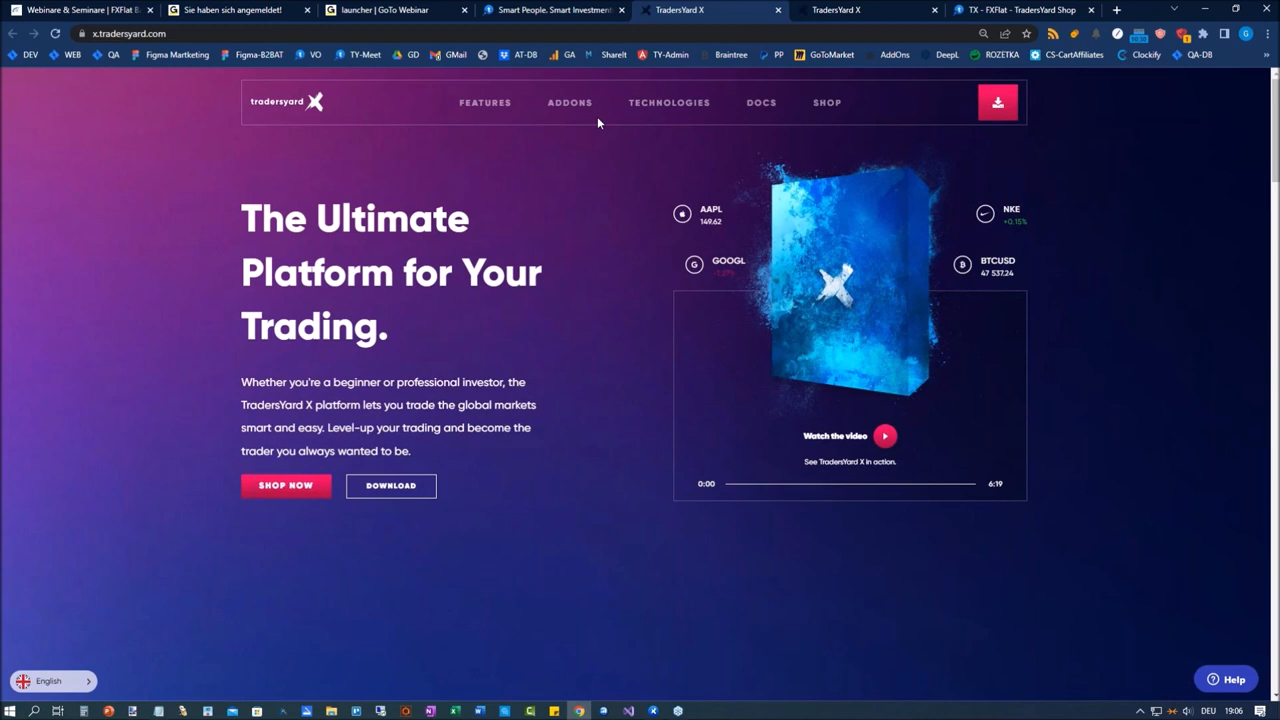 Webinare & Seminare | FXFlat B
Sie haben sich angemeldet!
launcher | GoTo Webinar
Smart People. Smart Investment
TradersYard X
TradersYard X
TX - FXFlat - TradersYard Shop
x.tradersyard.com
DEV
WEB
QA
Figma Martketing
Figma-B2BAT
VO
TY-Meet
GD
GMail
AT-DB
GA
ShareIt
TY-Admin
Braintree
PP
GoToMarket
AddOns
DeepL
ROZETKA
CS-CartAffiliates
Clockify
QA-DB
tradersyard X
FEATURES
ADDONS
TECHNOLOGIES
DOCS
SHOP
The Ultimate
Platform for Your
Trading.
Whether you're a beginner or professional investor, the
TradersYard X platform lets you trade the global markets
smart and easy. Level-up your trading and become the
trader you always wanted to be.
SHOP NOW
DOWNLOAD
AAPL
149.62
NKE
+0.15%
GOOGL
-1.27%
BTCUSD
47 537.24
X
Watch the video
See TradersYard X in action.
0:00
6:19
English
Help
DEU
19:06